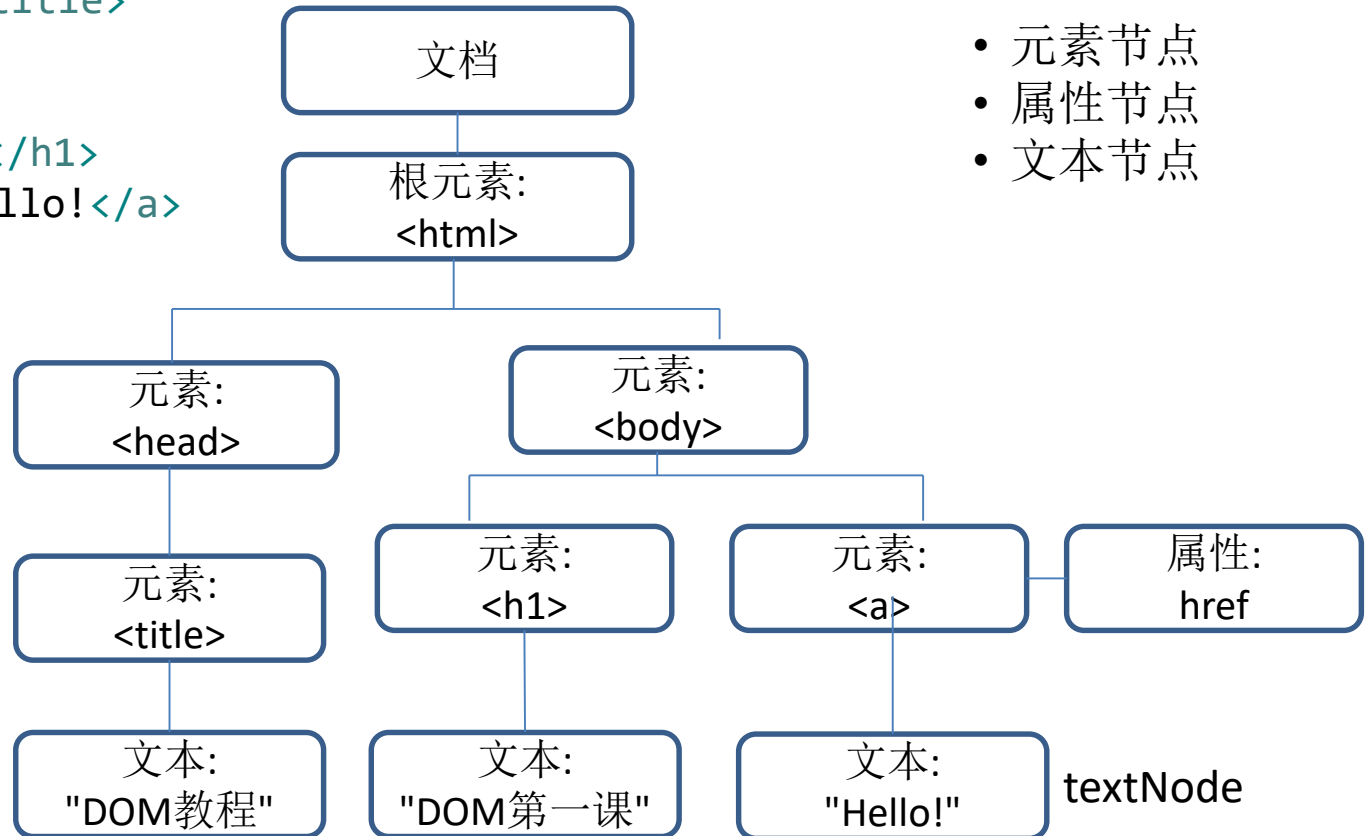 title>
</h1>
llo!</a>
文档
• 元素节点
• 属性节点
• 文本节点
根元素:
<html>
元素:
<head>
元素:
<body>
元素:
<title>
元素:
<h1>
元素:
<a>
属性:
href
文本:
"DOM教程"
文本:
"DOM第一课"
文本:
"Hello!"
textNode